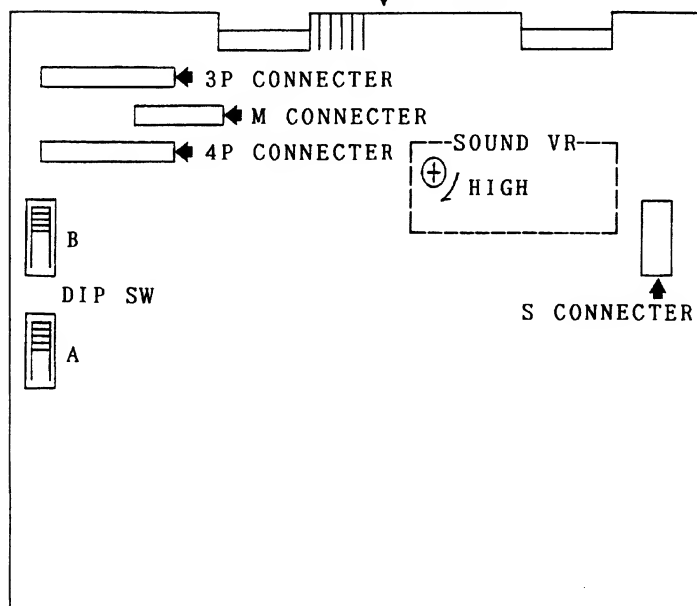 3P CONNECTER
M CONNECTER
4P CONNECTER
SOUND VR
HIGH
B
DIP SW
S CONNECTER
A